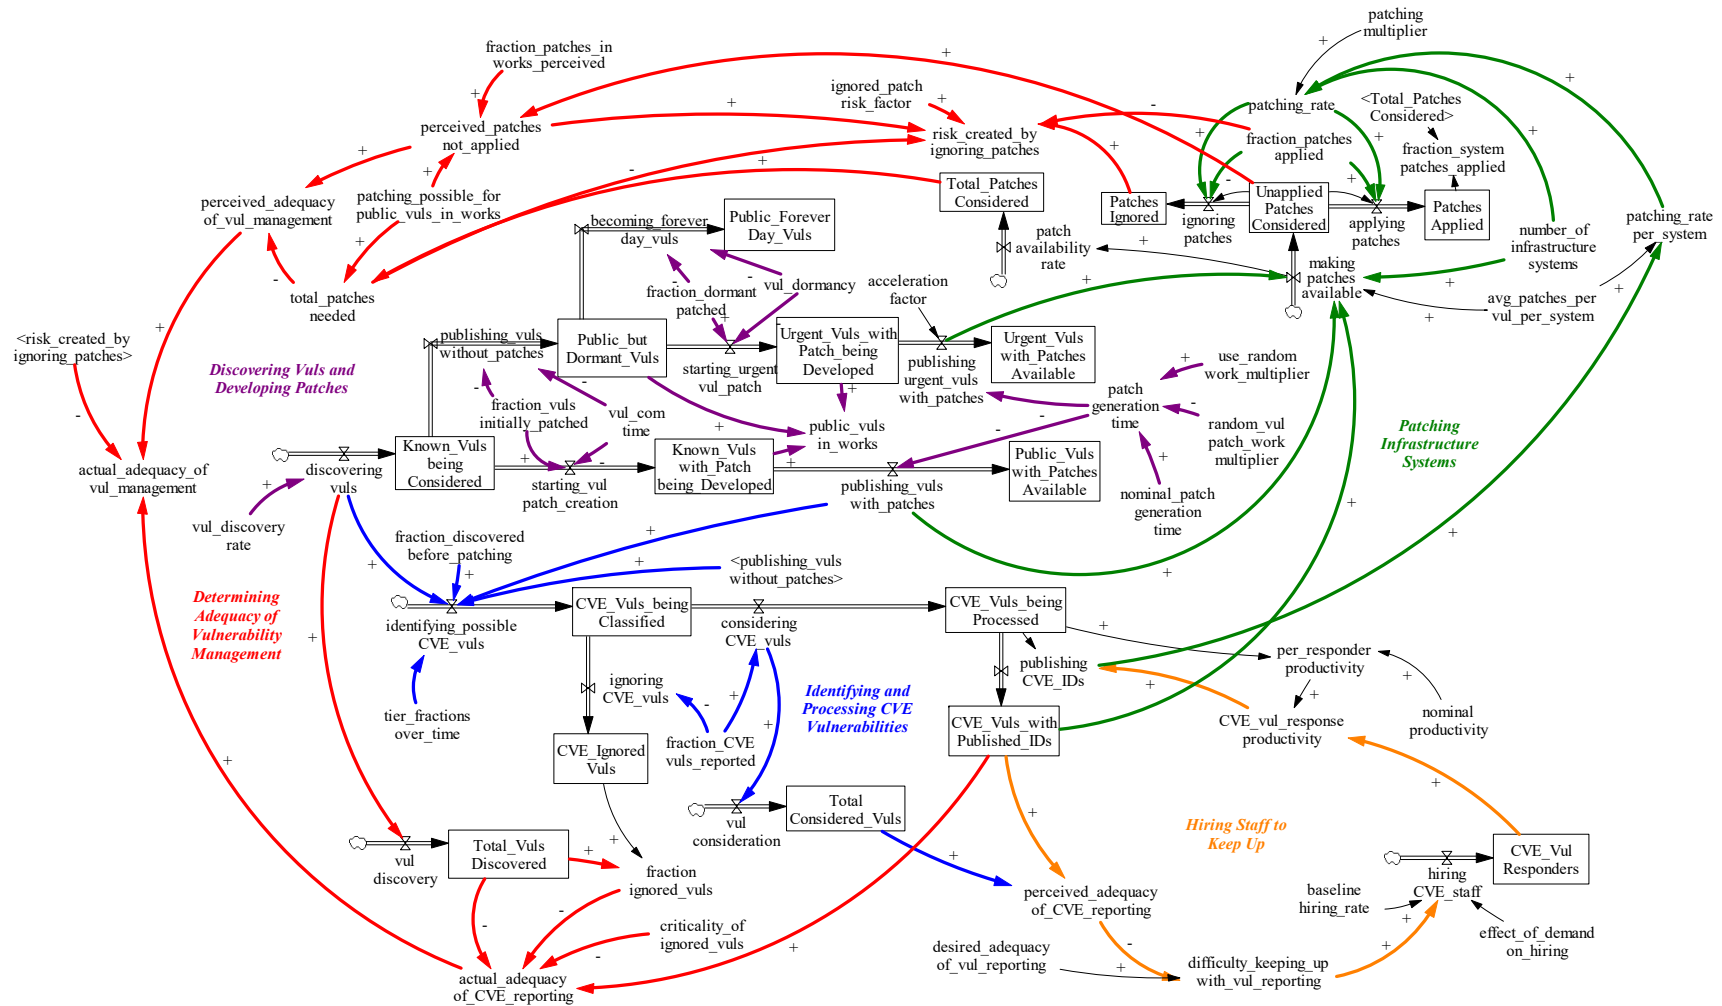 patching
multiplier
fraction_patches_in
works_perceived
ignored_patch
risk_factor
patching_rate
<Total_Patches
Considered>
perceived_patches
not_applied
risk_created_by
ignoring_patches
fraction_patches
applied
fraction_system
patches_applied
perceived_adequacy
of_vul_management
patching_possible_for
public_vuls_in_works
Total_Patches
Considered
Patches
Ignored
ignoring
patches
Unapplied
Patches
Considered
applying
patches
Patches
Applied
patching_rate
per_system
becoming_forever
day_vuls
Public_Forever
Day_Vuls
patch
availability
rate
number_of
infrastructure
systems
making
patches
available
total_patches
needed
fraction_dormant
patched
vul_dormancy
acceleration
factor
avg_patches_per
vul_per_system
<risk_created_by
ignoring_patches>
publishing_vuls
without_patches
Public_but
Dormant_Vuls
starting_urgent
vul_patch
Urgent_Vuls_with
Patch_being
Developed
publishing
urgent_vuls
with_patches
Urgent_Vuls
with_Patches
Available
use_random
work_multiplier
Discovering Vuls and
Developing Patches
fraction_vuls
initially_patched
vul_com
time
public_vuls
in_works
patch
generation
time
random_vul
patch_work
multiplier
Patching
Infrastructure
Systems
actual_adequacy_of
vul_management
discovering
vuls
Known_Vuls
being
Considered
starting_vul
patch_creation
Known_Vuls
with_Patch
being_Developed
publishing_vuls
with_patches
Public_Vuls
with_Patches
Available
nominal_patch
generation
time
vul_discovery
rate
fraction_discovered
before_patching
<publishing_vuls
without_patches>
Determining
Adequacy of
Vulnerability
Management
identifying_possible
CVE_vuls
CVE_Vuls_being
Classified
considering
CVE_vuls
CVE_Vuls_being
Processed
publishing
CVE_IDs
per_responder
productivity
tier_fractions
over_time
ignoring
CVE_vuls
Identifying and
Processing CVE
Vulnerabilities
CVE_Vuls_with
Published_IDs
CVE_vul_response
productivity
nominal
productivity
CVE_Ignored
Vuls
fraction_CVE
vuls_reported
vul
consideration
Total
Considered_Vuls
Hiring Staff to
Keep Up
vul
discovery
Total_Vuls
Discovered
fraction
ignored_vuls
perceived_adequacy
of_CVE_reporting
baseline
hiring_rate
hiring
CVE_staff
CVE_Vul
Responders
criticality_of
ignored_vuls
desired_adequacy
of_vul_reporting
difficulty_keeping_up
with_vul_reporting
effect_of_demand
on_hiring
actual_adequacy
of_CVE_reporting